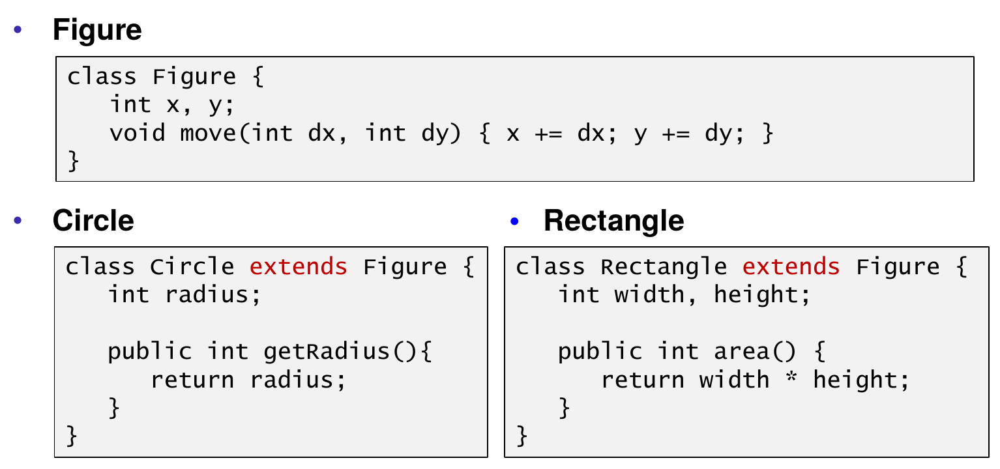 • Figure
class Figure {
   int x, y;
   void move(int dx, int dy) { x += dx; y += dy; }
}
• Circle
class Circle extends Figure {
   int radius;

   public int getRadius(){
      return radius;
   }
}
• Rectangle
class Rectangle extends Figure {
   int width, height;

   public int area() {
      return width * height;
   }
}